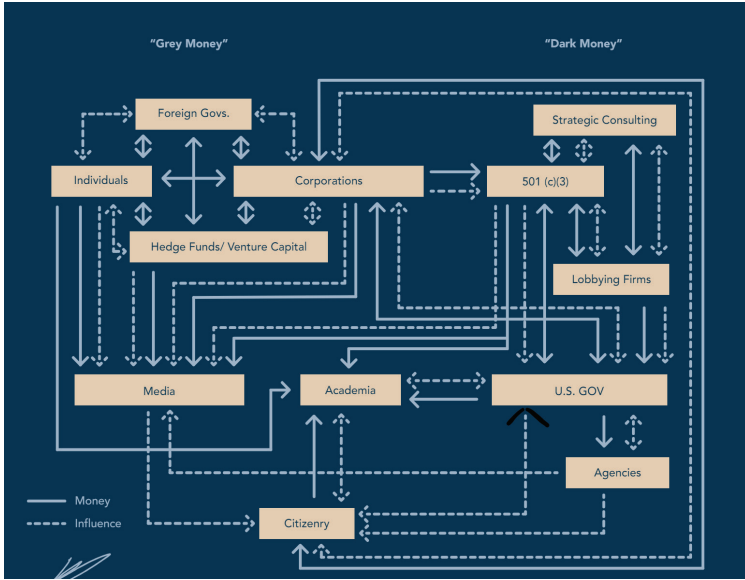 “Grey Money”
“Dark Money”
Foreign Govs.
Strategic Consulting
Individuals
Corporations
501 (c)(3)
Hedge Funds/ Venture Capital
Lobbying Firms
Media
Academia
U.S. GOV
Agencies
Money
Influence
Citizenry